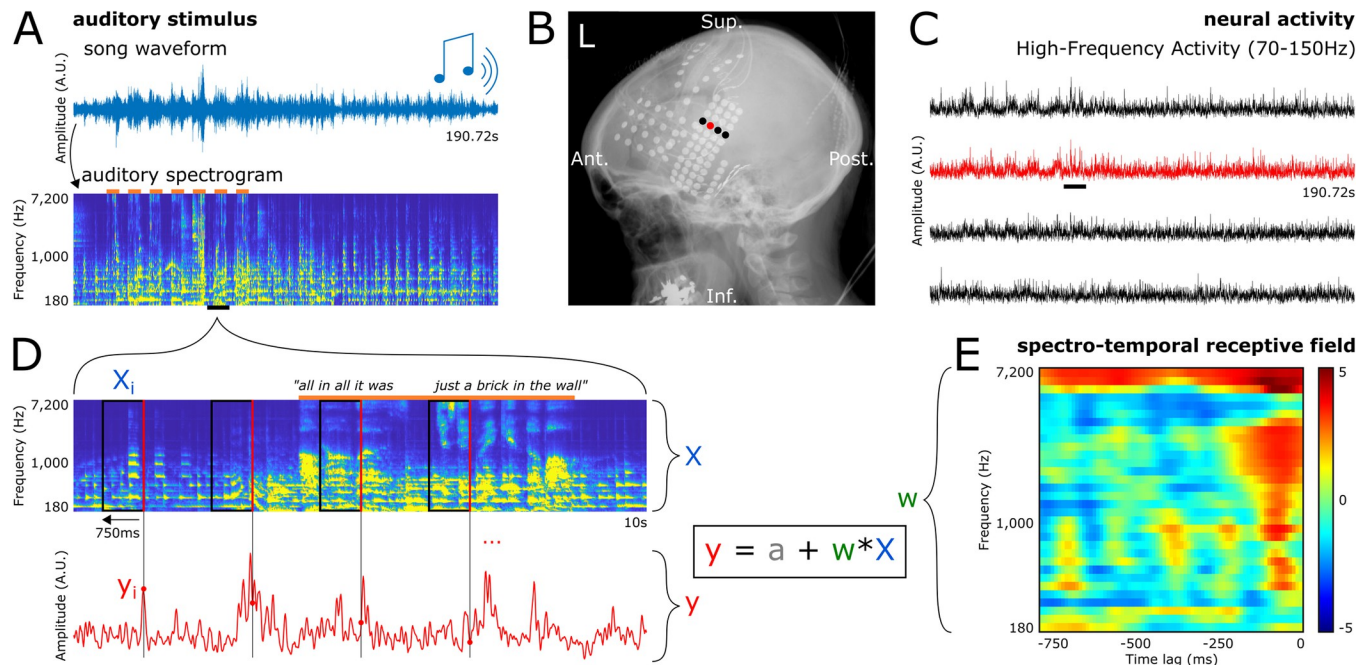 A
auditory stimulus
song waveform
Amplitude (A.U.)
190.72s
auditory spectrogram
Frequency (Hz)
7,200
1,000
180
B
L
Sup.
Ant.
Post.
Inf.
C
neural activity
High-Frequency Activity (70-150Hz)
Amplitude (A.U.)
190.72s
D
Xi
"all in all it was
just a brick in the wall"
Frequency (Hz)
7,200
1,000
180
X
750ms
10s
...
Amplitude (A.U.)
yi
y
y = a + w*X
w
E
spectro-temporal receptive field
Frequency (Hz)
7,200
1,000
180
-750
-500
-250
0
Time lag (ms)
5
0
-5